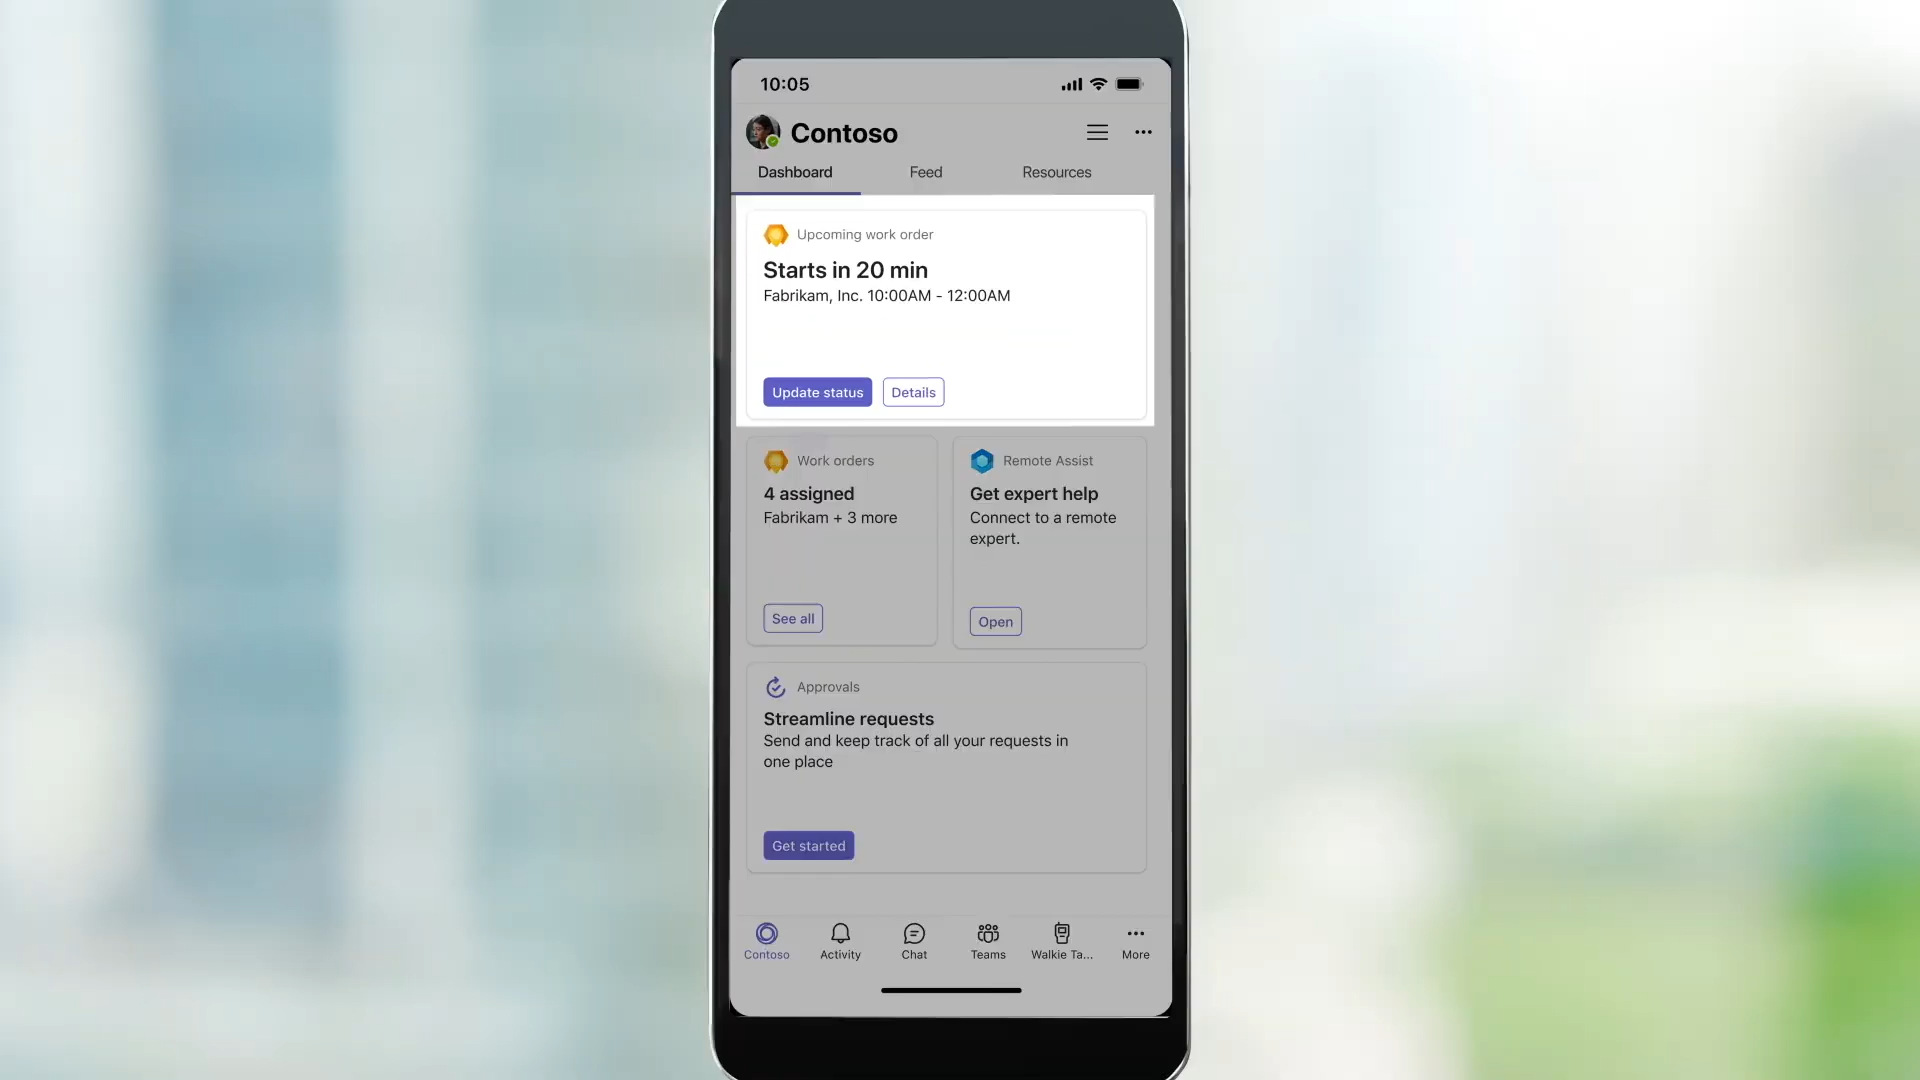 10:05
Contoso
Dashboard Feed Resources
Upcoming work order
Starts in 20 min
Fabrikam, Inc. 10:00AM - 12:00AM
Update status Details
Work orders
4 assigned
Fabrikam + 3 more
See all
Remote Assist
Get expert help
Connect to a remote
expert.
Open
Approvals
Streamline requests
Send and keep track of all your requests in
one place
Get started
Contoso Activity Chat Teams Walkie Ta... More